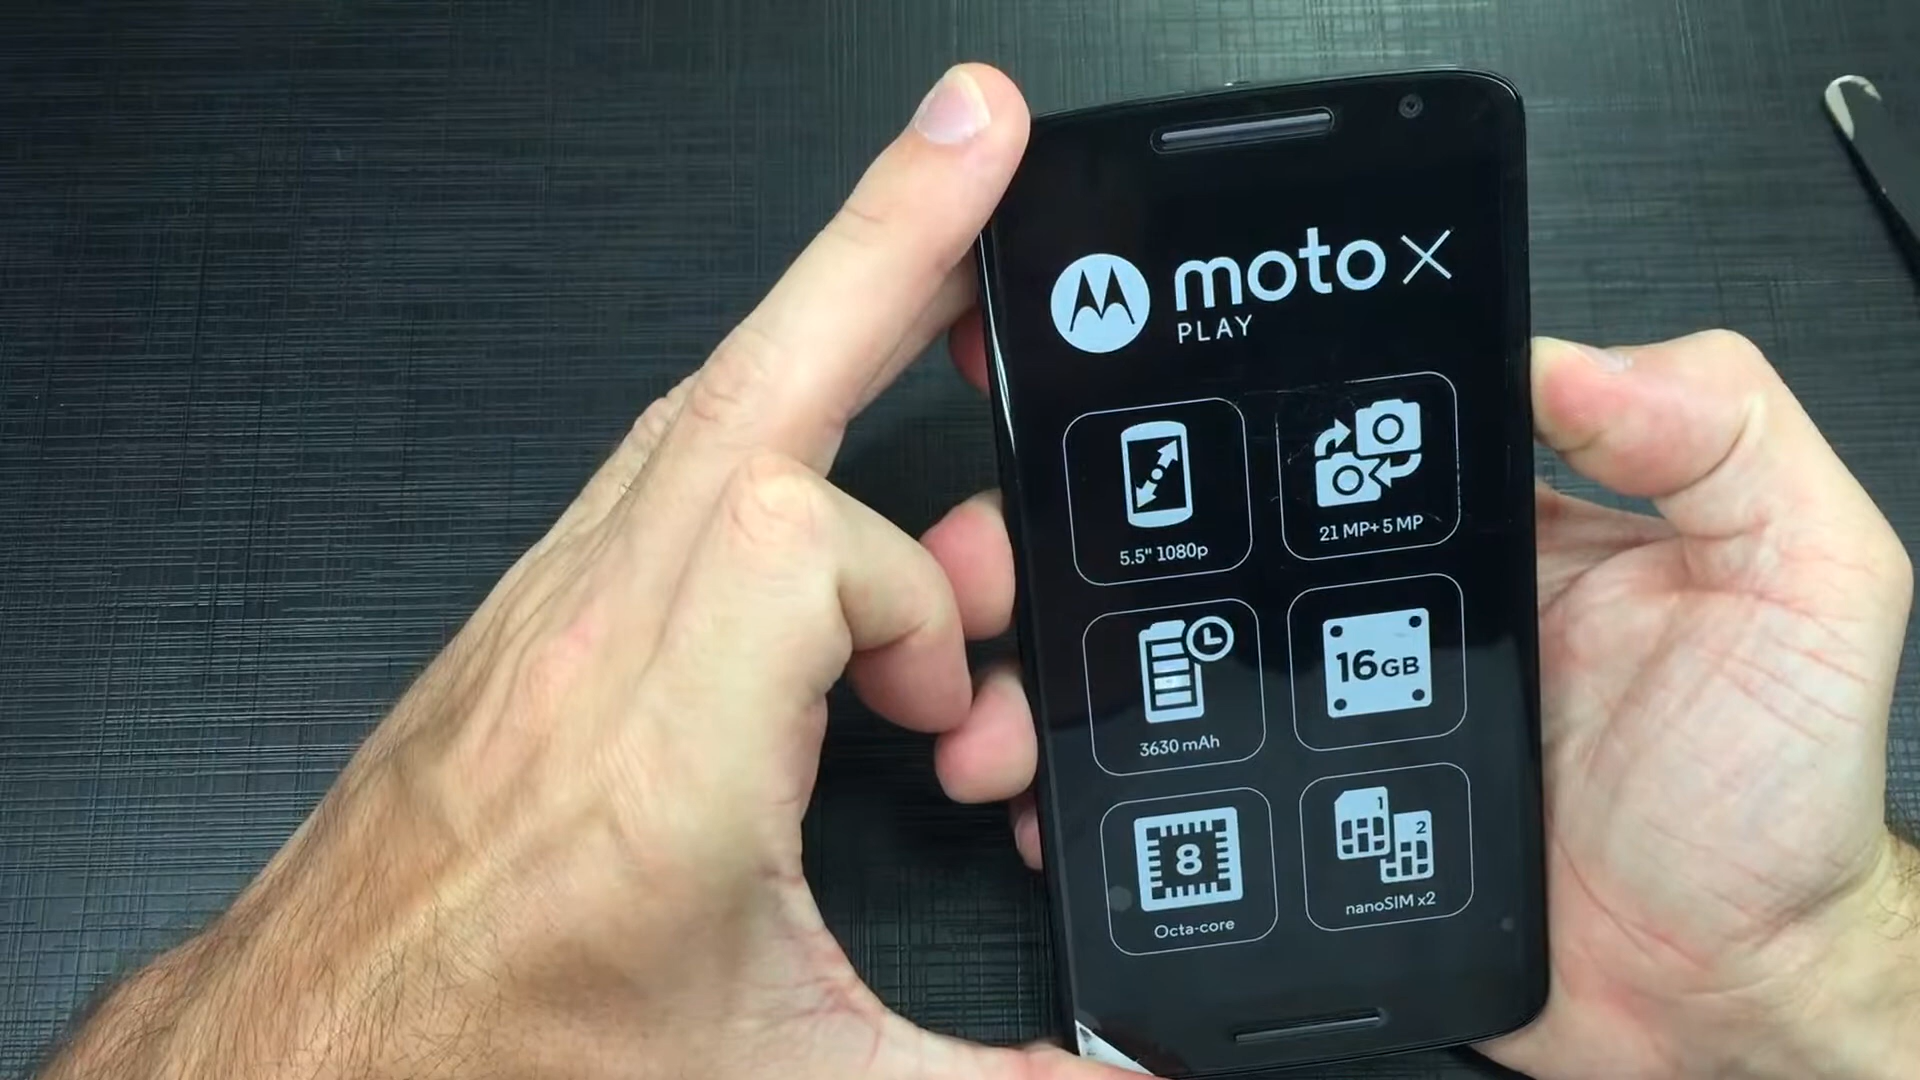 moto X
PLAY
5.5" 1080p
21 MP+5 MP
3630 mAh
16GB
8
Octa-core
1
2
nanoSIM x2